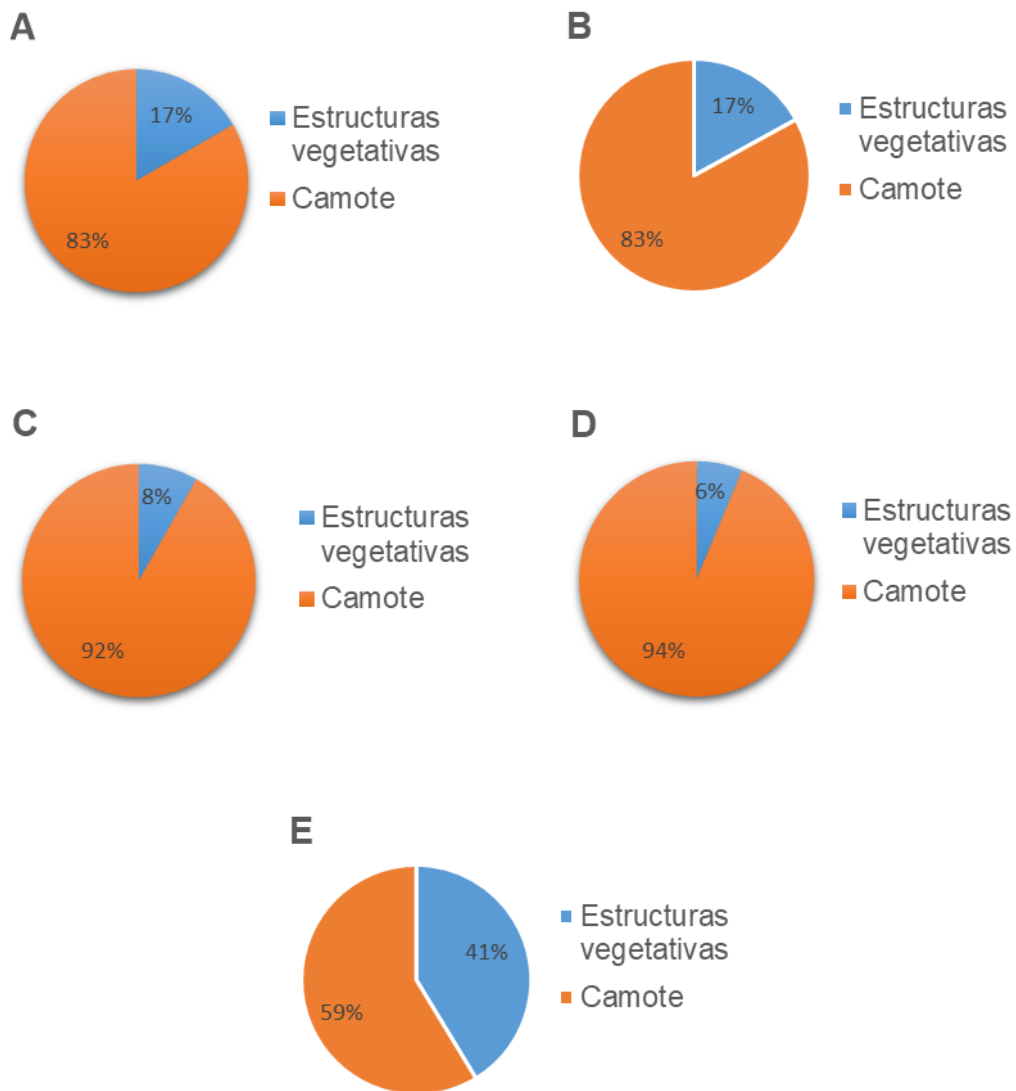 A
17%
83%
Estructuras
vegetativas
Camote
B
17%
83%
Estructuras
vegetativas
Camote
C
8%
92%
Estructuras
vegetativas
Camote
D
6%
94%
Estructuras
vegetativas
Camote
E
41%
59%
Estructuras
vegetativas
Camote